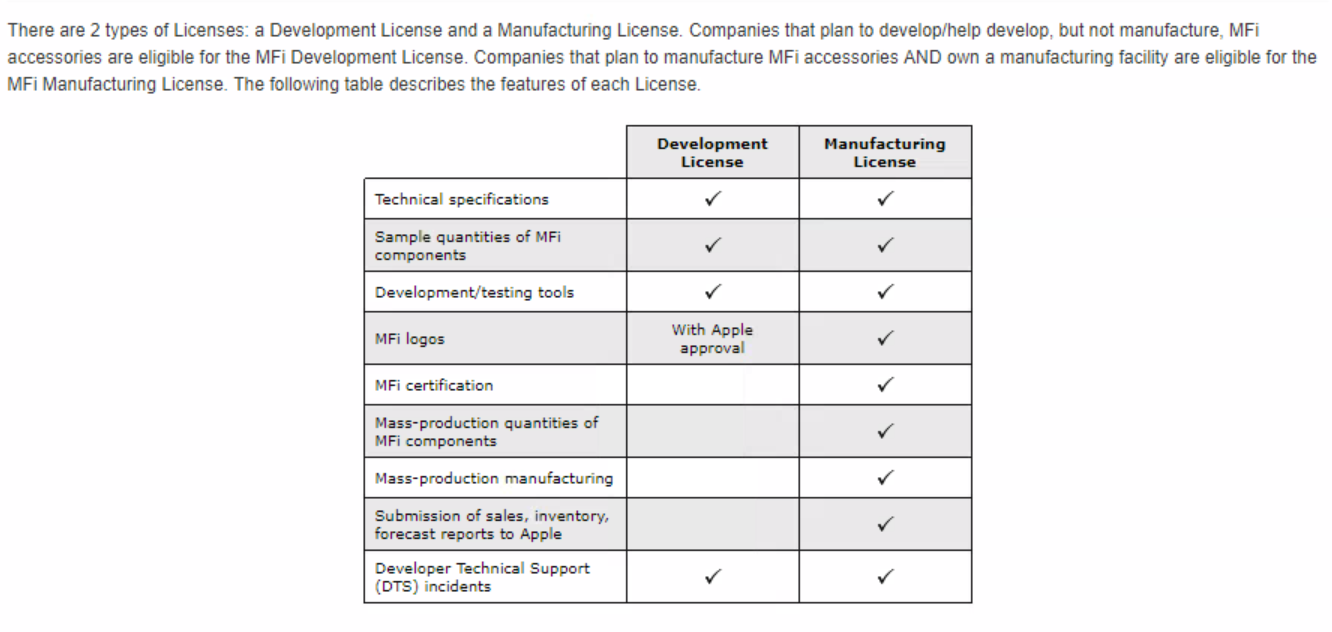 There are 2 types of Licenses: a Development License and a Manufacturing License. Companies that plan to develop/help develop, but not manufacture, MFi
accessories are eligible for the MFi Development License. Companies that plan to manufacture MFi accessories AND own a manufacturing facility are eligible for the
MFi Manufacturing License. The following table describes the features of each License.
Development License
Manufacturing License
Technical specifications ✓ ✓
Sample quantities of MFi
components ✓ ✓
Development/testing tools ✓ ✓
MFi logos With Apple approval ✓
MFi certification ✓
Mass-production quantities of
MFi components ✓
Mass-production manufacturing ✓
Submission of sales, inventory,
forecast reports to Apple ✓
Developer Technical Support
(DTS) incidents ✓ ✓